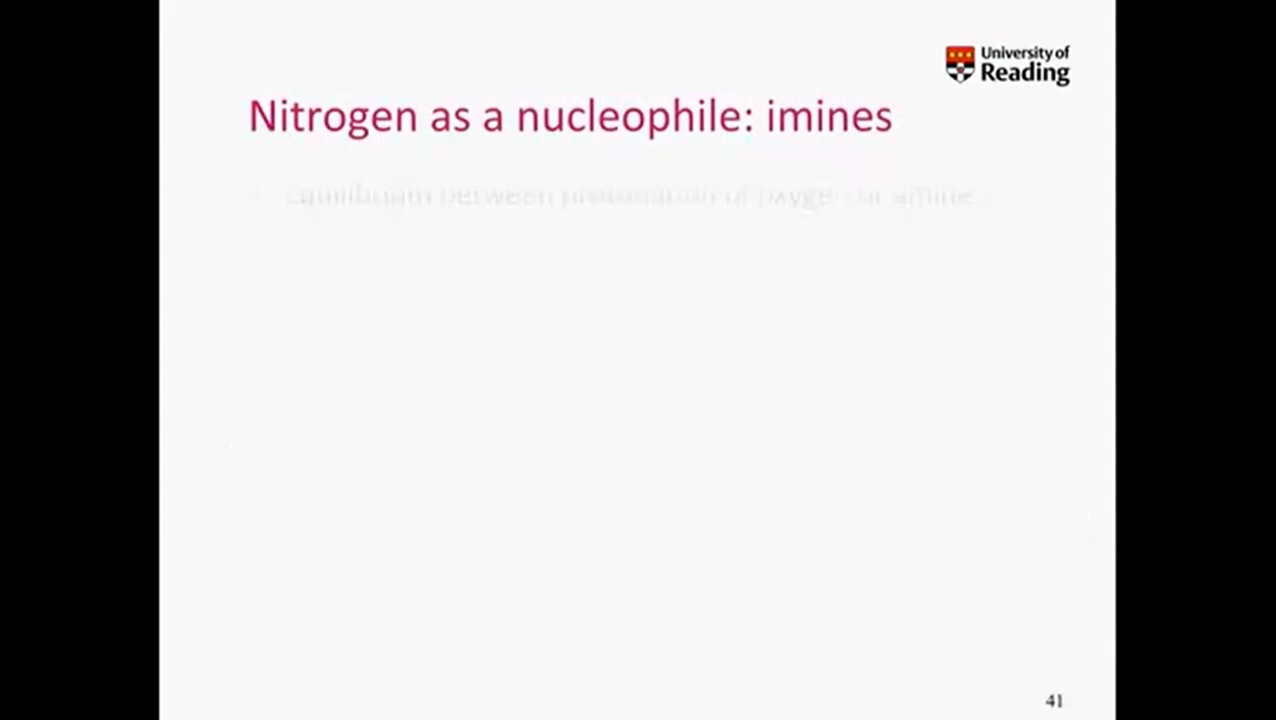 University of
Reading
Nitrogen as a nucleophile: imines
Equilibrium between protonation of oxygen or amine
41